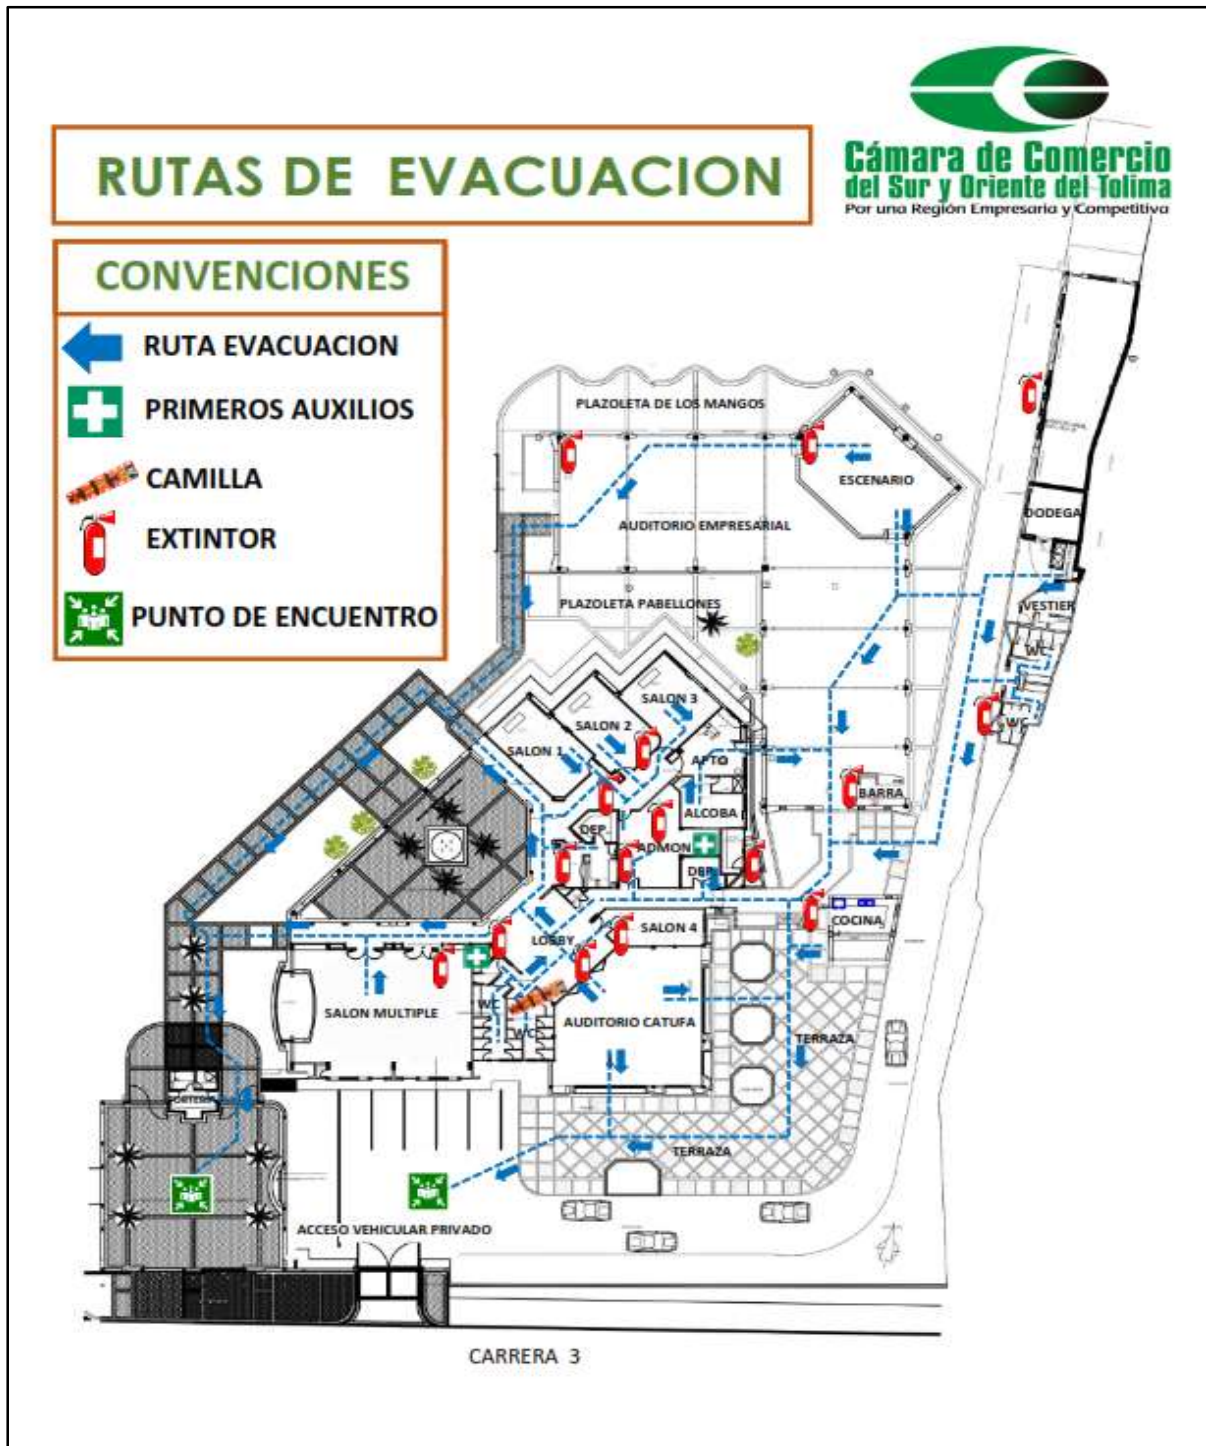 Cámara de Comercio
del Sur y Oriente del Tolima
Por una Región Empresaria y Competitiva
RUTAS DE EVACUACION
CONVENCIONES
RUTA EVACUACION
PRIMEROS AUXILIOS
CAMILLA
EXTINTOR
PUNTO DE ENCUENTRO
PLAZOLETA DE LOS MANGOS
ESCENARIO
AUDITORIO EMPRESARIAL
DODEGA
PLAZOLETA PABELLONES
VESTIER
WC
SALON 3
SALON 2
SALON 1
WC
APTO
BARRA
ALCOBA
DEP
ADMON
DEP
COCINA
SALON 4
LOBBY
WC
SALON MULTIPLE
AUDITORIO CATUFA
WC
TERRAZA
PORTERIA
TERRAZA
ACCESO VEHICULAR PRIVADO
CARRERA 3